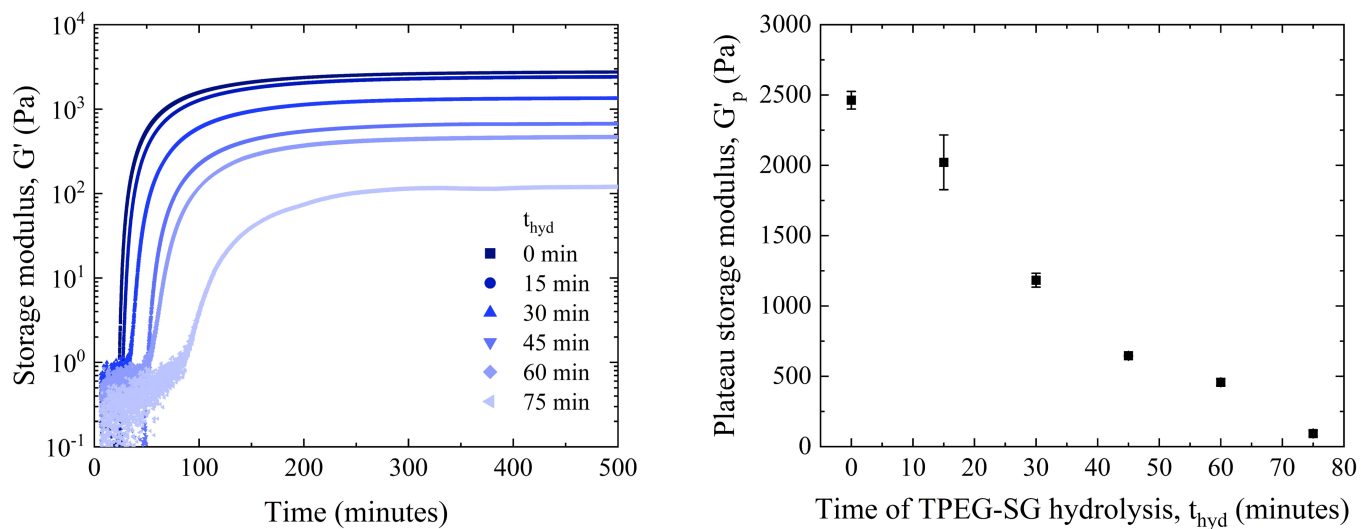 10^4
10^3
10^2
10^1
10^0
10^-1
Storage modulus, G' (Pa)
t_hyd
0 min
15 min
30 min
45 min
60 min
75 min
0 100 200 300 400 500
Time (minutes)
3000
2500
2000
1500
1000
500
0
Plateau storage modulus, G'_p (Pa)
0 10 20 30 40 50 60 70 80
Time of TPEG-SG hydrolysis, t_hyd (minutes)